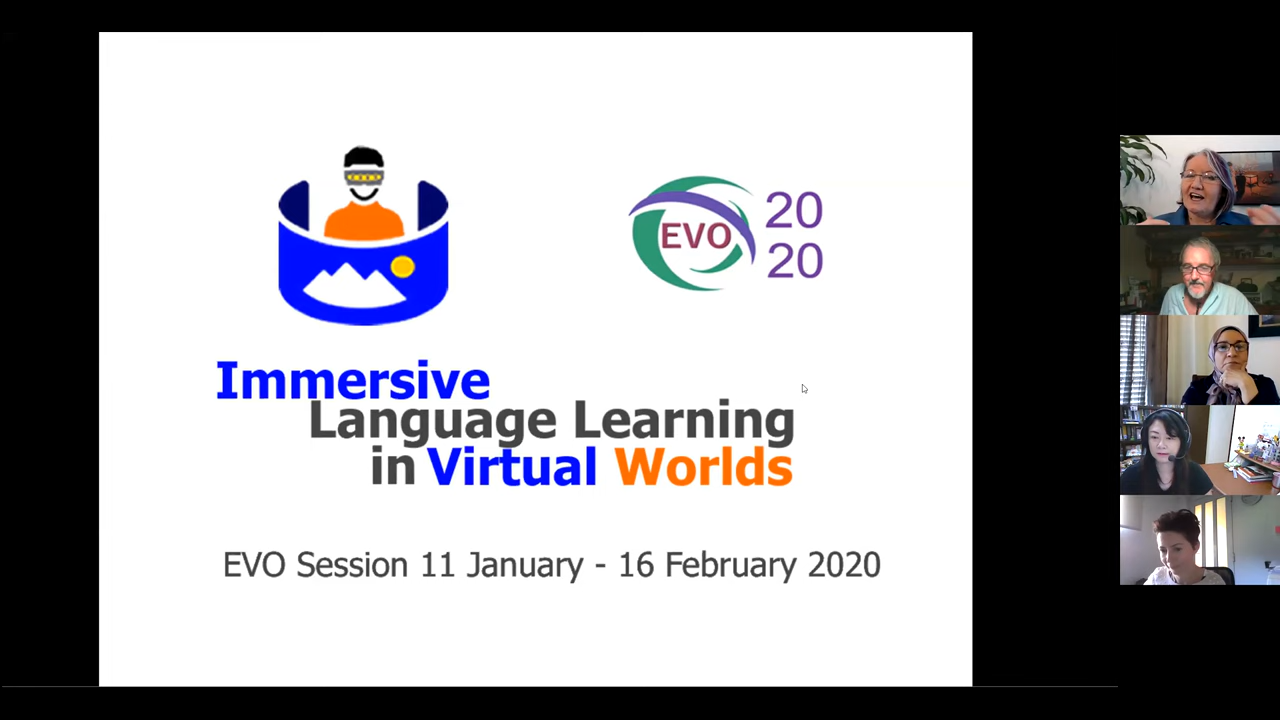 EVO
20
20
Immersive
Language Learning
in Virtual Worlds
EVO Session 11 January - 16 February 2020